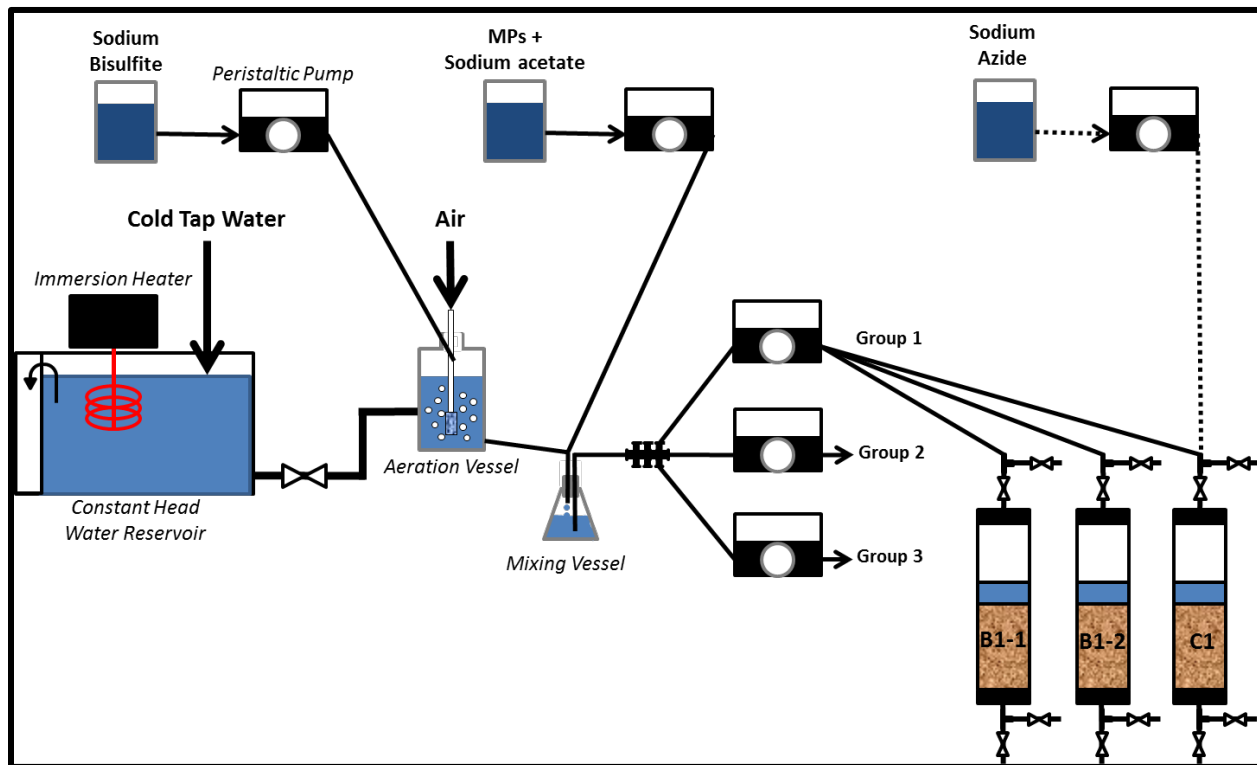 Sodium
Bisulfite
Peristaltic Pump
MPs +
Sodium acetate
Sodium
Azide
Cold Tap Water
Air
Immersion Heater
Group 1
Aeration Vessel
Group 2
Constant Head
Water Reservoir
Mixing Vessel
Group 3
B1-1
B1-2
C1